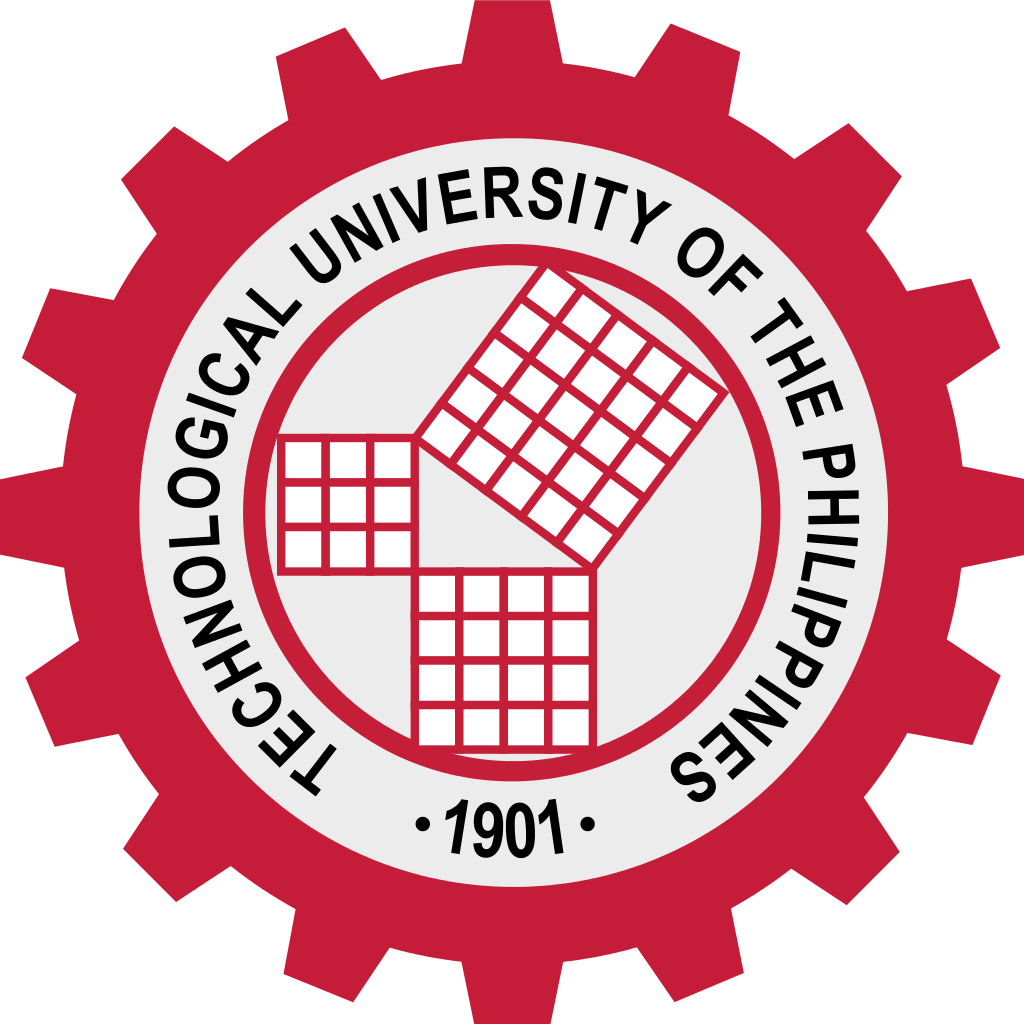 TECHNOLOGICAL UNIVERSITY OF THE PHILIPPINES
· 1901 ·